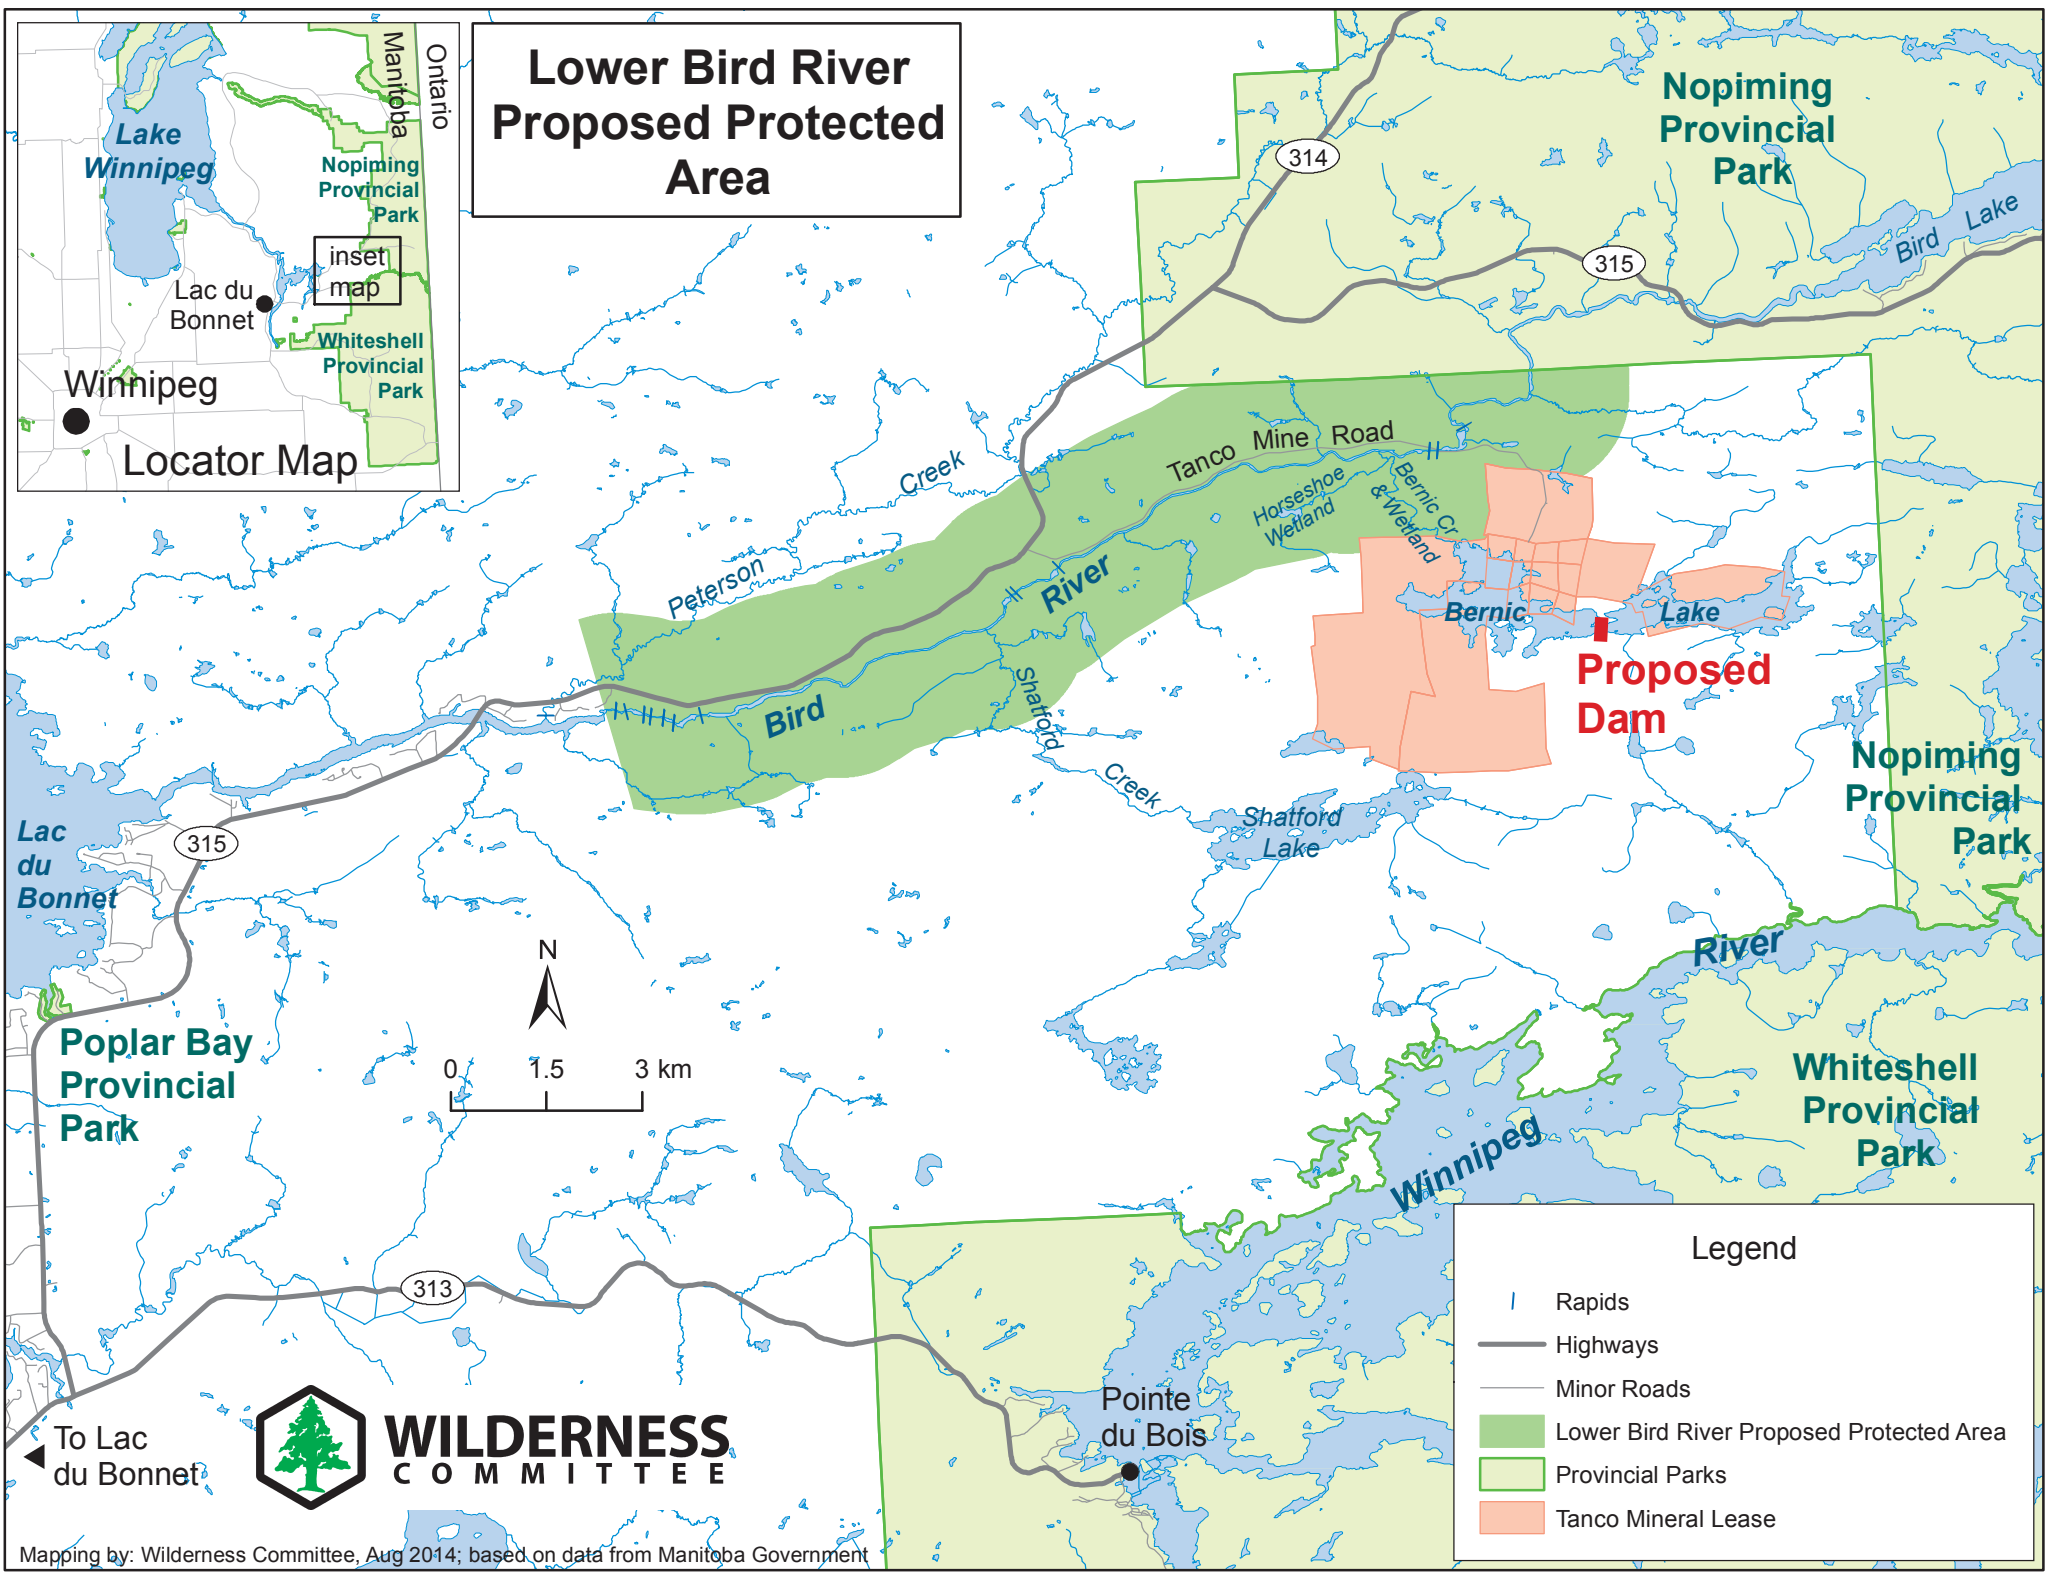 Lower Bird River
Proposed Protected
Area
Ontario
Manitoba
Lake
Winnipeg
Nopiming
Provincial
Park
inset
map
Lac du
Bonnet
Whiteshell
Provincial
Park
Winnipeg
Locator Map
314
Nopiming
Provincial
Park
315
Bird Lake
Tanco Mine Road
Creek
Peterson
Horseshoe
Wetland
Bernic Cr
& Wetland
River
Bird
Bernic Lake
Proposed
Dam
Shatford
Creek
Shatford
Lake
Nopiming
Provincial
Park
Lac
du
Bonnet
315
River
Winnipeg
N
0 1.5 3 km
Poplar Bay
Provincial
Park
Whiteshell
Provincial
Park
313
Pointe
du Bois
To Lac
du Bonnet
WILDERNESS
COMMITTEE
Legend
Rapids
Highways
Minor Roads
Lower Bird River Proposed Protected Area
Provincial Parks
Tanco Mineral Lease
Mapping by: Wilderness Committee, Aug 2014; based on data from Manitoba Government